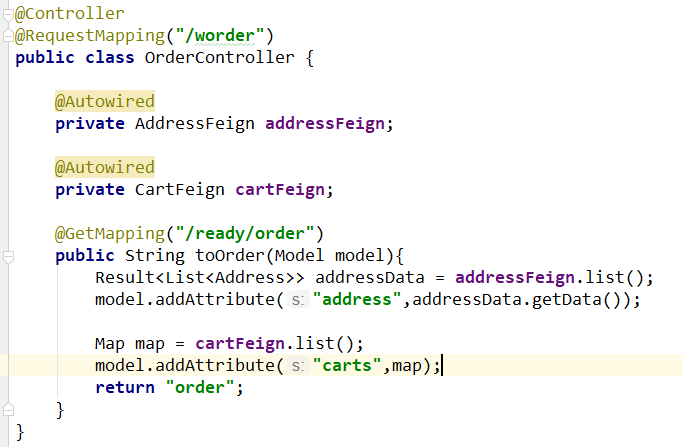 @Controller
@RequestMapping("/worder")
public class OrderController {
@Autowired
private AddressFeign addressFeign;
@Autowired
private CartFeign cartFeign;
@GetMapping("/ready/order")
public String toOrder(Model model){
Result<List<Address>> addressData = addressFeign.list();
model.addAttribute( s: "address",addressData.getData());
Map map = cartFeign.list();
model.addAttribute( s: "carts",map);
return "order";
}
}